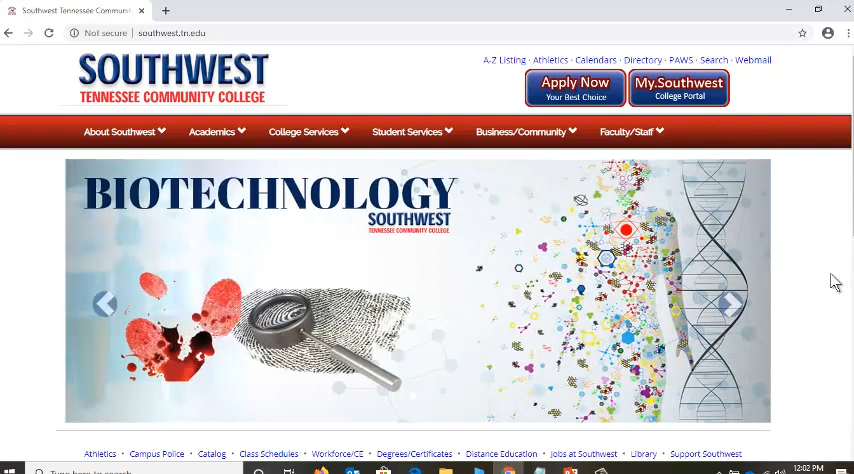 Southwest Tennessee Communit
Not secure | southwest.tn.edu
SOUTHWEST
TENNESSEE COMMUNITY COLLEGE
A-Z Listing · Athletics · Calendars · Directory · PAWS · Search · Webmail
Apply Now
Your Best Choice
My.Southwest
College Portal
About Southwest Academics College Services Student Services Business/Community Faculty/Staff
BIOTECHNOLOGY
SOUTHWEST
TENNESSEE COMMUNITY COLLEGE
Athletics • Campus Police • Catalog • Class Schedules • Workforce/CE • Degrees/Certificates • Distance Education • Jobs at Southwest • Library • Support Southwest
Type here to search
12:02 PM